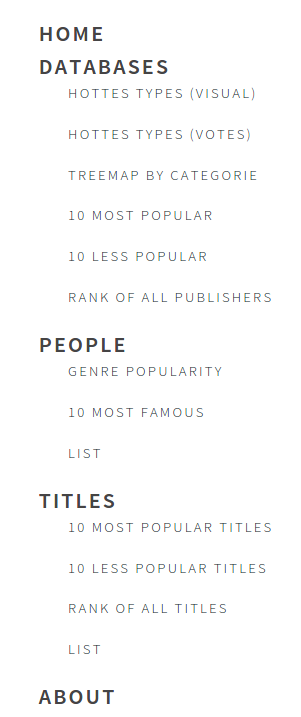 HOME
DATABASES
HOTTES TYPES (VISUAL)
HOTTES TYPES (VOTES)
TREEMAP BY CATEGORIE
10 MOST POPULAR
10 LESS POPULAR
RANK OF ALL PUBLISHERS
PEOPLE
GENRE POPULARITY
10 MOST FAMOUS
LIST
TITLES
10 MOST POPULAR TITLES
10 LESS POPULAR TITLES
RANK OF ALL TITLES
LIST
ABOUT